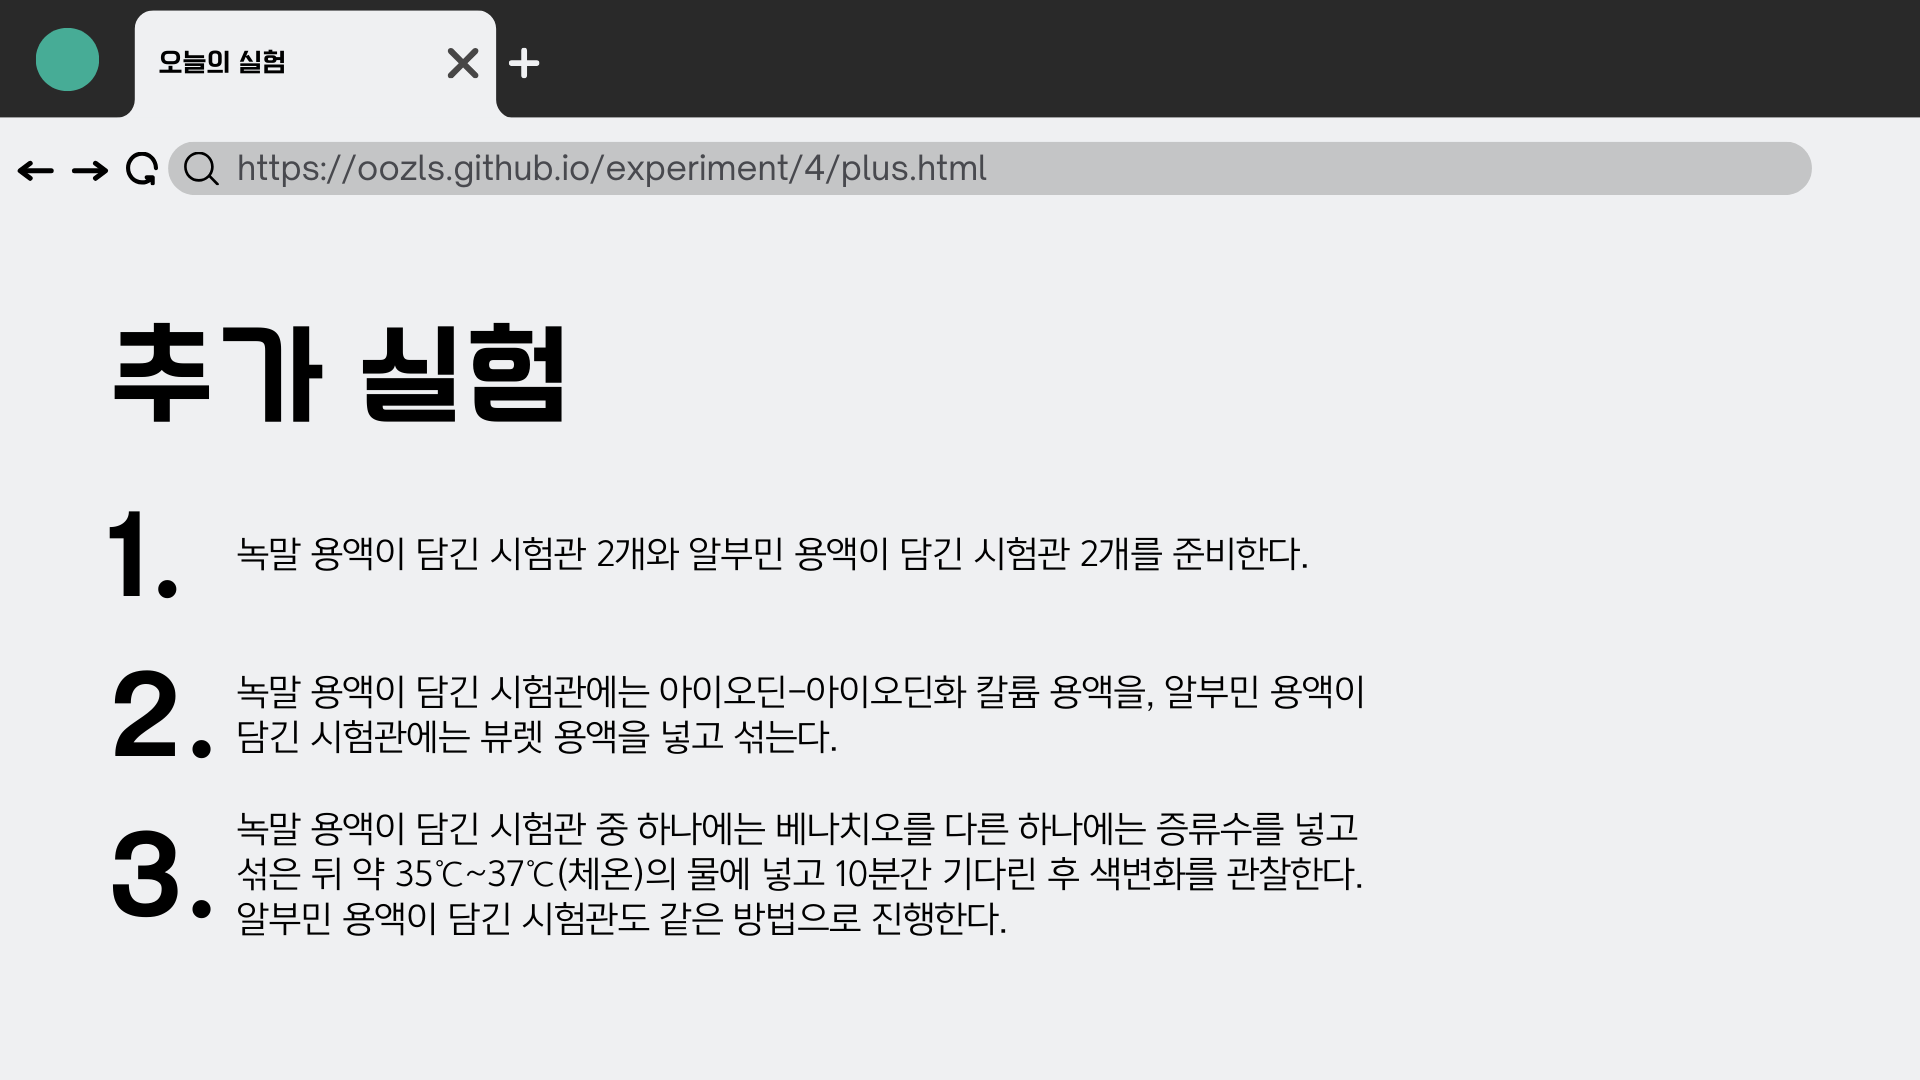 오늘의 실험
https://oozls.github.io/experiment/4/plus.html
추가 실험
1.
녹말 용액이 담긴 시험관 2개와 알부민 용액이 담긴 시험관 2개를 준비한다.
2.
녹말 용액이 담긴 시험관에는 아이오딘-아이오딘화 칼륨 용액을, 알부민 용액이
담긴 시험관에는 뷰렛 용액을 넣고 섞는다.
3.
녹말 용액이 담긴 시험관 중 하나에는 베나치오를 다른 하나에는 증류수를 넣고
섞은 뒤 약 35℃~37℃(체온)의 물에 넣고 10분간 기다린 후 색변화를 관찰한다.
알부민 용액이 담긴 시험관도 같은 방법으로 진행한다.